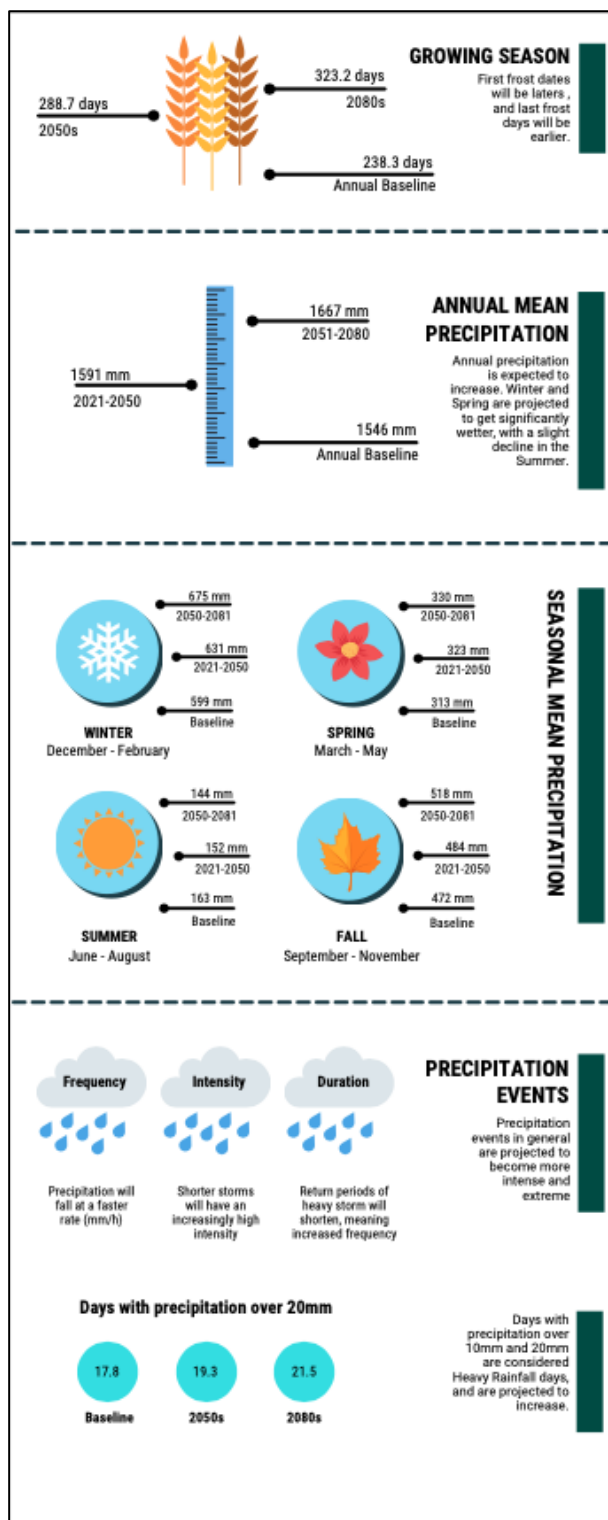 GROWING SEASON
First frost dates
will be laters ,
and last frost
days will be
earlier.
323.2 days
2080s
288.7 days
2050s
238.3 days
Annual Baseline
ANNUAL MEAN
PRECIPITATION
Annual precipitation
is expected to
increase. Winter and
Spring are projected
to get significantly
wetter, with a slight
decline in the
Summer.
1667 mm
2051-2080
1591 mm
2021-2050
1546 mm
Annual Baseline
SEASONAL MEAN PRECIPITATION
675 mm
2050-2081
631 mm
2021-2050
599 mm
Baseline
WINTER
December - February
330 mm
2050-2081
323 mm
2021-2050
313 mm
Baseline
SPRING
March - May
144 mm
2050-2081
152 mm
2021-2050
163 mm
Baseline
SUMMER
June - August
518 mm
2050-2081
484 mm
2021-2050
472 mm
Baseline
FALL
September - November
PRECIPITATION
EVENTS
Precipitation
events in general
are projected to
become more
intense and
extreme
Frequency
Precipitation will
fall at a faster
rate (mm/h)
Intensity
Shorter storms
will have an
increasingly high
intensity
Duration
Return periods of
heavy storm will
shorten, meaning
increased frequency
Days with precipitation over 20mm
17.8
Baseline
19.3
2050s
21.5
2080s
Days with
precipitation over
10mm and 20mm
are considered
Heavy Rainfall days,
and are projected to
increase.